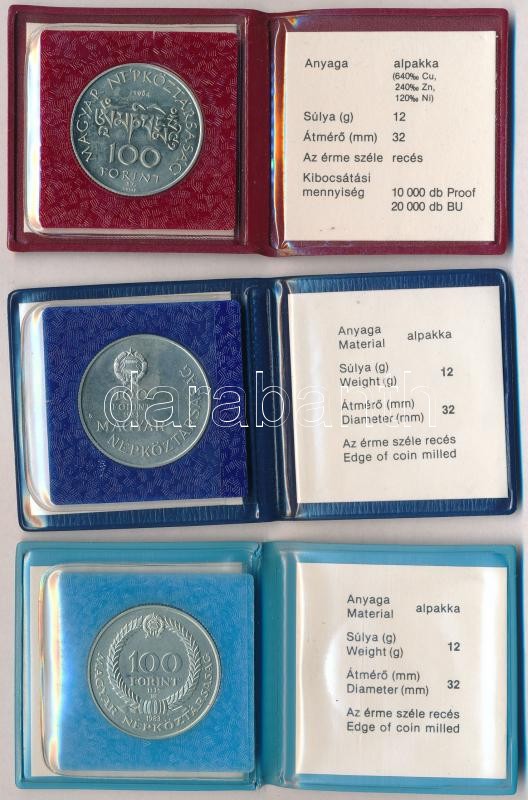 MAGYAR NÉPKÖZTÁRSASÁG
1984
100
FORINT
Anyaga alpakka
(640‰ Cu,
240‰ Zn,
120‰ Ni)
Súlya (g) 12
Átmérő (mm) 32
Az érme széle recés
Kibocsátási
mennyiség 10 000 db Proof
20 000 db BU
FORINT
MAGYAR
NÉPKÖZTÁRSASÁG
Anyaga
Material alpakka
Súlya (g)
Weight (g) 12
Átmérő (mm)
Diameter (mm) 32
Az érme széle recés
Edge of coin milled
darabanth
100
FORINT
1983
MAGYAR NÉPKÖZTÁRSASÁG
Anyaga
Material alpakka
Súlya (g)
Weight (g) 12
Átmérő (mm)
Diameter (mm) 32
Az érme széle recés
Edge of coin milled